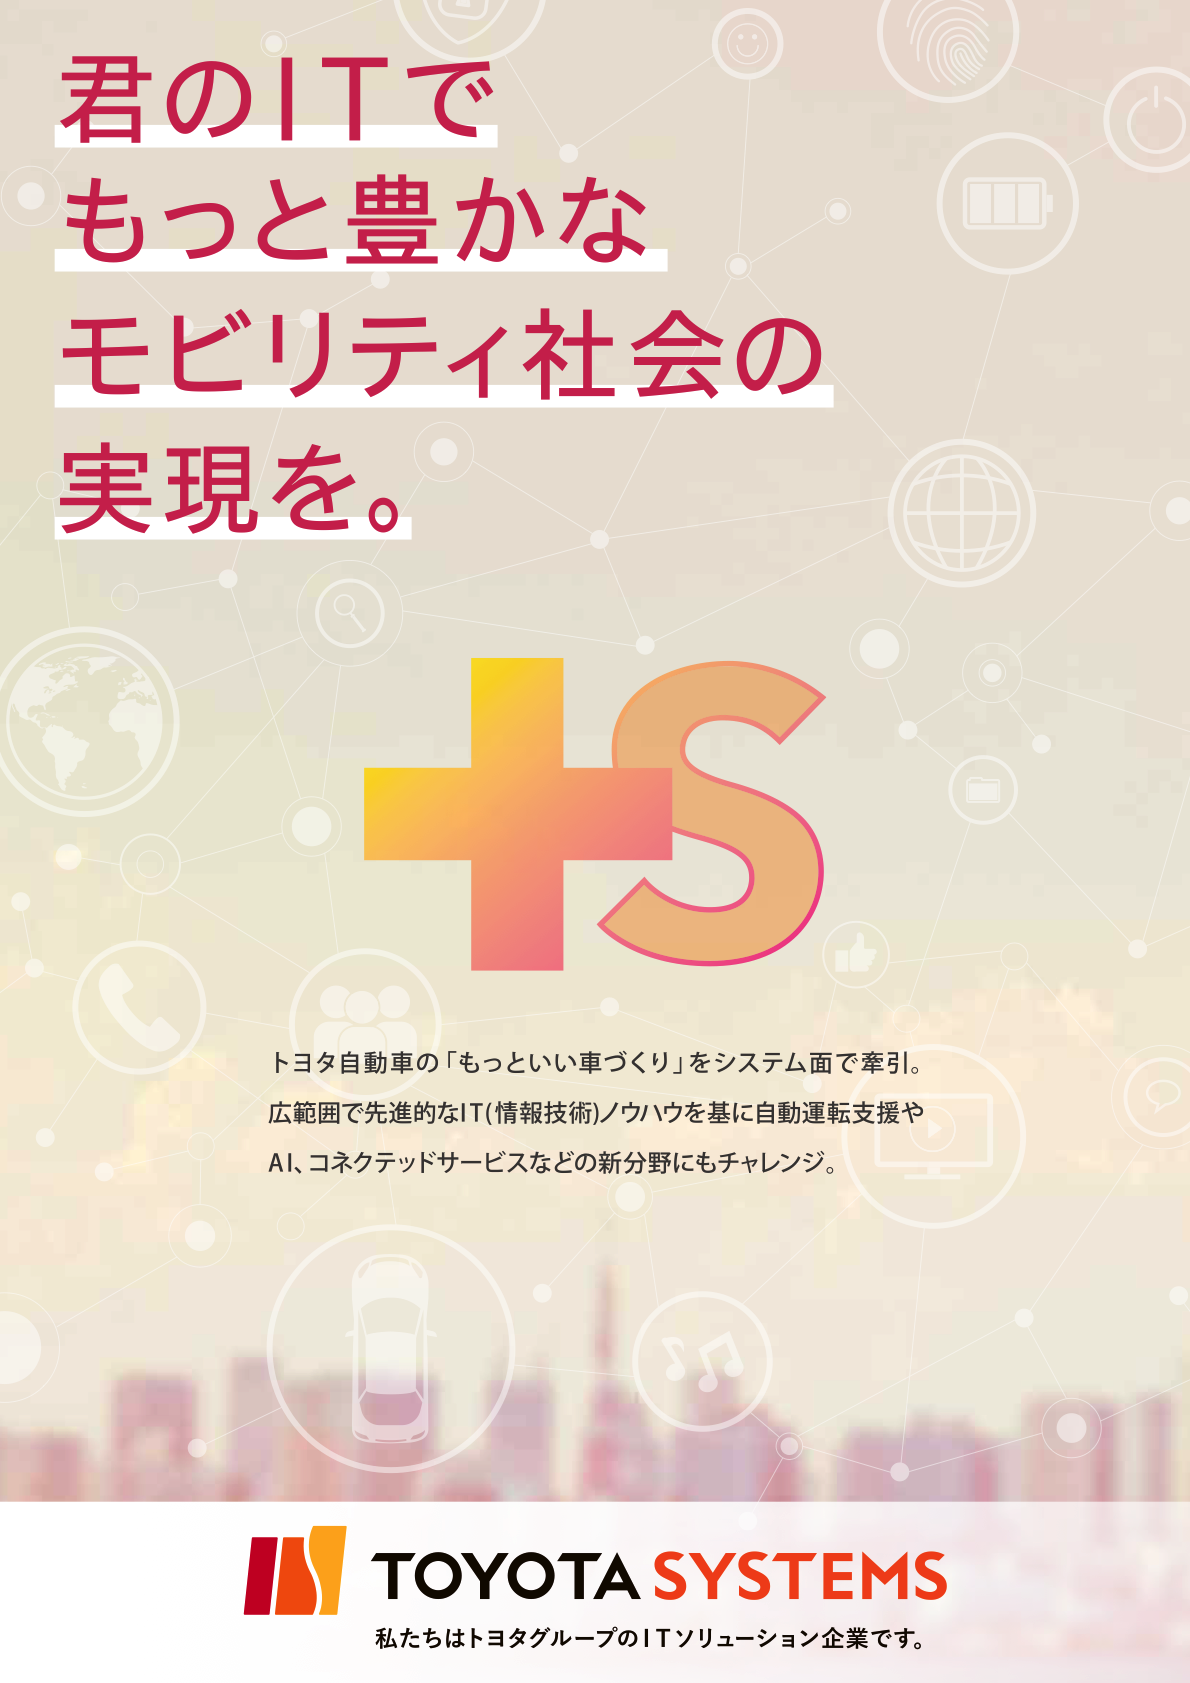 君のITで
もっと豊かな
モビリティ社会の
実現を。
+S
トヨタ自動車の「もっといい車づくり」をシステム面で牽引。
広範囲で先進的なIT(情報技術)ノウハウを基に自動運転支援や
AI、コネクテッドサービスなどの新分野にもチャレンジ。
TOYOTA SYSTEMS
私たちはトヨタグループのITソリューション企業です。